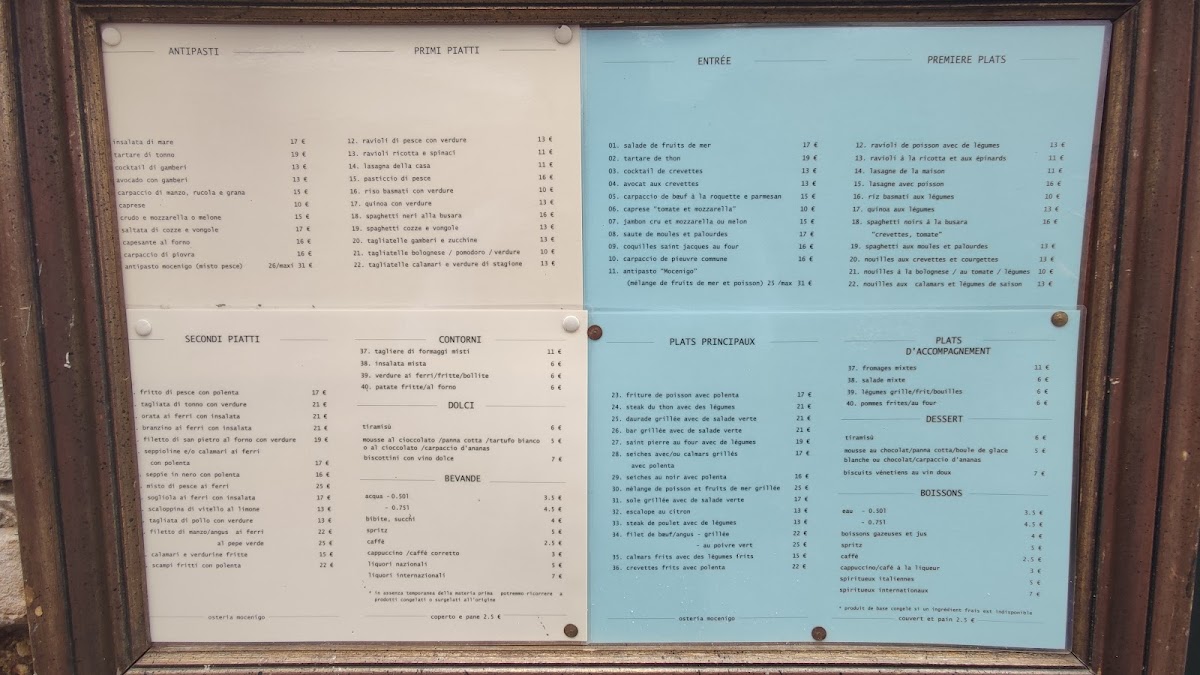 ANTIPASTI
insalata di mare 17 €
tartare di tonno 19 €
cocktail di gamberi 13 €
avocado con gamberi 13 €
carpaccio di manzo, rucola e grana 15 €
caprese 10 €
crudo e mozzarella o melone 15 €
saltata di cozze e vongole 17 €
capesante al forno 16 €
carpaccio di piovra 16 €
antipasto mocenigo (misto pesce) 26/maxi 31 €
PRIMI PIATTI
12. ravioli di pesce con verdure 13 €
13. ravioli ricotta e spinaci 11 €
14. lasagna della casa 11 €
15. pasticcio di pesce 16 €
16. riso basmati con verdure 10 €
17. quinoa con verdure 13 €
18. spaghetti neri alla busara 16 €
19. spaghetti cozze e vongole 13 €
20. tagliatelle gamberi e zucchine 13 €
21. tagliatelle bolognese / pomodoro / verdure 10 €
22. tagliatelle calamari e verdure di stagione 13 €
SECONDI PIATTI
fritto di pesce con polenta 17 €
tagliata di tonno con verdure 21 €
orata ai ferri con insalata 21 €
branzino ai ferri con insalata 21 €
filetto di san pietro al forno con verdure 19 €
seppioline e/o calamari ai ferri
con polenta 17 €
seppie in nero con polenta 16 €
misto di pesce ai ferri 25 €
sogliola ai ferri con insalata 17 €
scaloppina di vitello al limone 13 €
tagliata di pollo con verdure 13 €
filetto di manzo/angus ai ferri 22 €
al pepe verde 25 €
calamari e verdurine fritte 15 €
scampi fritti con polenta 22 €
osteria mocenigo
CONTORNI
37. tagliere di formaggi misti 11 €
38. insalata mista 6 €
39. verdure ai ferri/fritte/bollite 6 €
40. patate fritte/al forno 6 €
DOLCI
tiramisù 6 €
mousse al cioccolato /panna cotta /tartufo bianco 5 €
o al cioccolato /carpaccio d'ananas
biscottini con vino dolce 7 €
BEVANDE
acqua - 0.50l 3.5 €
- 0.75l 4.5 €
bibite, succhi 4 €
spritz 5 €
caffè 2.5 €
cappuccino /caffè corretto 3 €
liquori nazionali 5 €
liquori internazionali 7 €
* in assenza temporanea della materia prima potremmo ricorrere a
prodotti congelati o surgelati all'origine
coperto e pane 2.5 €
ENTRÉE
01. salade de fruits de mer 17 €
02. tartare de thon 19 €
03. cocktail de crevettes 13 €
04. avocat aux crevettes 13 €
05. carpaccio de bœuf à la roquette e parmesan 15 €
06. caprese "tomate et mozzarella" 10 €
07. jambon cru et mozzarella ou melon 15 €
08. saute de moules et palourdes 17 €
09. coquilles saint jacques au four 16 €
10. carpaccio de pieuvre commune 16 €
11. antipasto "Mocenigo"
(mélange de fruits de mer et poisson) 25 /max 31 €
PREMIERE PLATS
12. ravioli de poisson avec de légumes 13 €
13. ravioli à la ricotta et aux épinards 11 €
14. lasagne de la maison 11 €
15. lasagne avec poisson 16 €
16. riz basmati aux légumes 10 €
17. quinoa aux légumes 13 €
18. spaghetti noirs à la busara 16 €
"crevettes, tomate"
19. spaghetti aux moules et palourdes 13 €
20. nouilles aux crevettes et courgettes 13 €
21. nouilles à la bolognese / au tomate / légumes 10 €
22. nouilles aux calamars et légumes de saison 13 €
PLATS PRINCIPAUX
23. friture de poisson avec polenta 17 €
24. steak du thon avec des légumes 21 €
25. daurade grillée avec de salade verte 21 €
26. bar grillée avec de salade verte 21 €
27. saint pierre au four avec de légumes 19 €
28. seiches avec/ou calmars grillés 17 €
avec polenta
29. seiches au noir avec polenta 16 €
30. mélange de poisson et fruits de mer grillée 25 €
31. sole grillée avec de salade verte 17 €
32. escalope au citron 13 €
33. steak de poulet avec de légumes 13 €
34. filet de bœuf/angus - grillée 22 €
- au poivre vert 25 €
35. calmars frits avec des légumes frits 15 €
36. crevettes frits avec polenta 22 €
osteria mocenigo
PLATS
D'ACCOMPAGNEMENT
37. fromages mixtes 11 €
38. salade mixte 6 €
39. légumes grille/frit/bouilles 6 €
40. pommes frites/au four 6 €
DESSERT
tiramisù 6 €
mousse au chocolat/panna cotta/boule de glace 5 €
blanche ou chocolat/carpaccio d'ananas
biscuits vénetiens au vin doux 7 €
BOISSONS
eau - 0.50l 3.5 €
- 0.75l 4.5 €
boissons gazeuses et jus 4 €
spritz 5 €
caffè 2.5 €
cappuccino/café à la liqueur 3 €
spiritueux italiennes 5 €
spiritueux internationaux 7 €
* produit de base congelé si un ingrédient frais est indisponible
couvert et pain 2.5 €